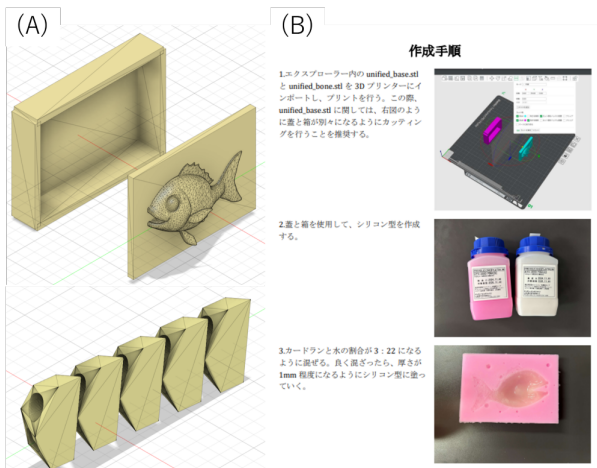 (A)
(B)
作成手順
1.エクスプローラー内の unified_base.stl
と unified_bone.stl を 3D プリンターにイ
ンポートし、プリントを行う。この際、
unified_base.stl に関しては、右図のよう
に蓋と箱が別々になるようにカッティン
グを行うことを推奨する。
2.蓋と箱を使用して、シリコン型を作成
する。
3.カードランと水の割合が 3：22 になる
ように混ぜる。良く混ざったら、厚さが
1mm 程度になるようにシリコン型に塗っ
ていく。